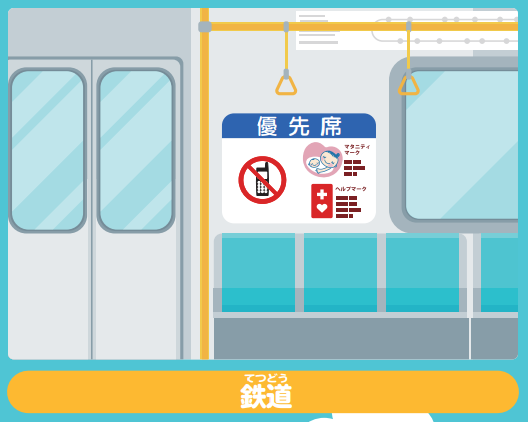 優先席
マタニティ
マーク
ヘルプマーク
てつどう
鉄道